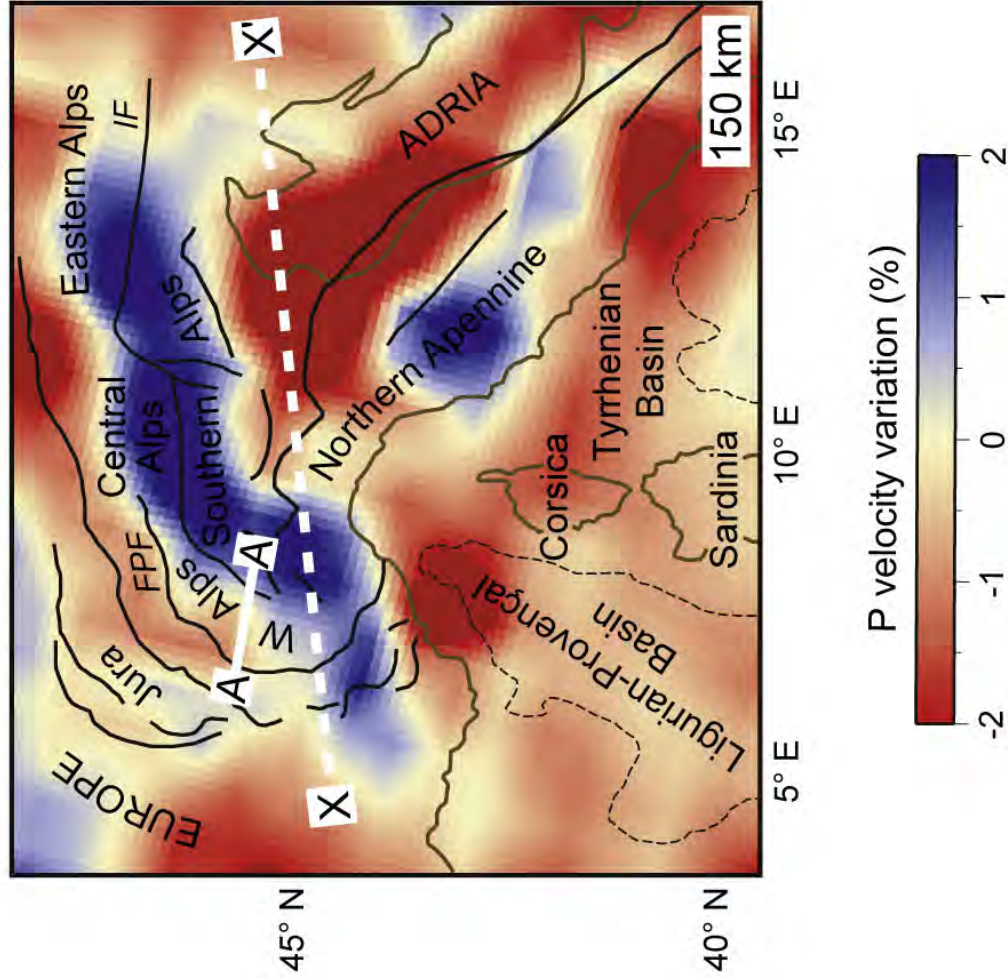 Eastern Alps
IF
X'
Central
Alps
Alps
Southern
ADRIA
FPF
Alps
A
W
A
Jura
EUROPE
X
Northern Apennine
150 km
Tyrrhenian
Basin
Corsica
Sardinia
Ligurian-Provençal
Basin
45° N
40° N
5° E
10° E
15° E
P velocity variation (%)
-2
-1
0
1
2